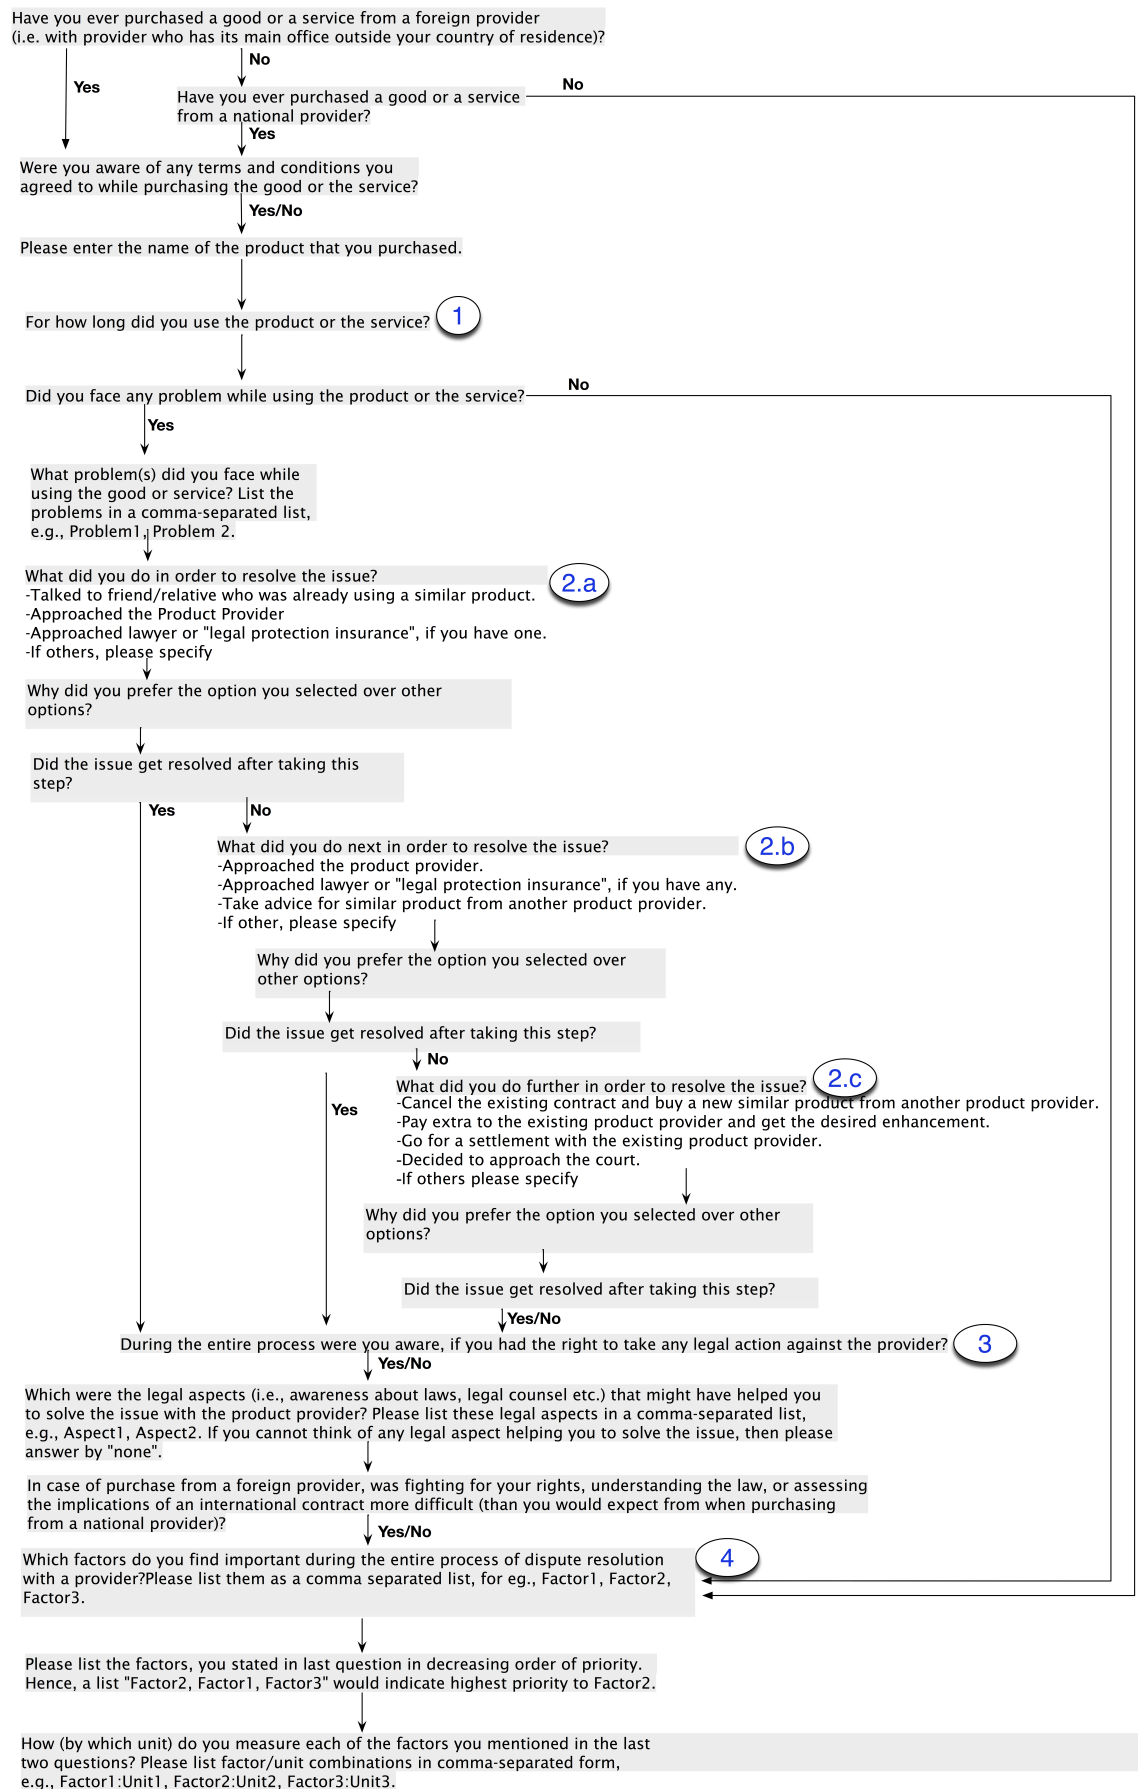 Have you ever purchased a good or a service from a foreign provider
(i.e. with provider who has its main office outside your country of residence)?
No
Yes
No
Have you ever purchased a good or a service
from a national provider?
Yes
Were you aware of any terms and conditions you
agreed to while purchasing the good or the service?
Yes/No
Please enter the name of the product that you purchased.
For how long did you use the product or the service?
1
Did you face any problem while using the product or the service?
No
Yes
What problem(s) did you face while
using the good or service? List the
problems in a comma-separated list,
e.g., Problem1, Problem 2.
What did you do in order to resolve the issue?
2.a
-Talked to friend/relative who was already using a similar product.
-Approached the Product Provider
-Approached lawyer or "legal protection insurance", if you have one.
-If others, please specify
Why did you prefer the option you selected over other
options?
Did the issue get resolved after taking this
step?
Yes
No
What did you do next in order to resolve the issue?
2.b
-Approached the product provider.
-Approached lawyer or "legal protection insurance", if you have any.
-Take advice for similar product from another product provider.
-If other, please specify
Why did you prefer the option you selected over
other options?
Did the issue get resolved after taking this step?
No
Yes
What did you do further in order to resolve the issue?
2.c
-Cancel the existing contract and buy a new similar product from another product provider.
-Pay extra to the existing product provider and get the desired enhancement.
-Go for a settlement with the existing product provider.
-Decided to approach the court.
-If others please specify
Why did you prefer the option you selected over other
options?
Did the issue get resolved after taking this step?
Yes/No
During the entire process were you aware, if you had the right to take any legal action against the provider?
3
Yes/No
Which were the legal aspects (i.e., awareness about laws, legal counsel etc.) that might have helped you
to solve the issue with the product provider? Please list these legal aspects in a comma-separated list,
e.g., Aspect1, Aspect2. If you cannot think of any legal aspect helping you to solve the issue, then please
answer by "none".
In case of purchase from a foreign provider, was fighting for your rights, understanding the law, or assessing
the implications of an international contract more difficult (than you would expect from when purchasing
from a national provider)?
Yes/No
Which factors do you find important during the entire process of dispute resolution
with a provider?Please list them as a comma separated list, for eg., Factor1, Factor2,
Factor3.
4
Please list the factors, you stated in last question in decreasing order of priority.
Hence, a list "Factor2, Factor1, Factor3" would indicate highest priority to Factor2.
How (by which unit) do you measure each of the factors you mentioned in the last
two questions? Please list factor/unit combinations in comma-separated form,
e.g., Factor1:Unit1, Factor2:Unit2, Factor3:Unit3.